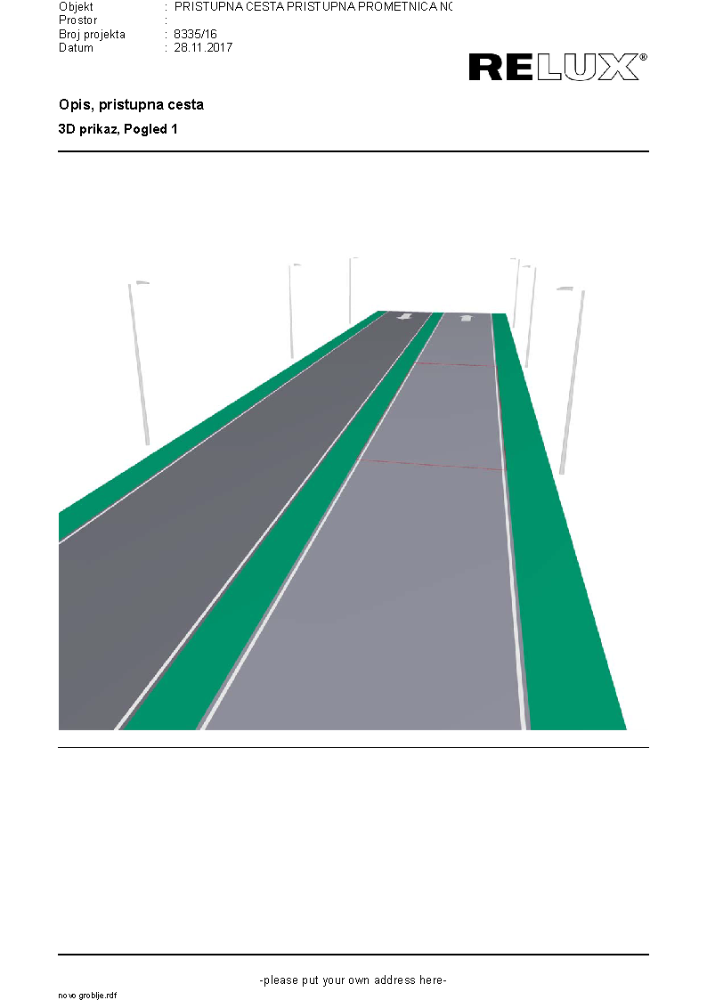 Objekt : PRISTUPNA CESTA PRISTUPNA PROMETNICA
Prostor :
Broj projekta : 8335/16
Datum : 28.11.2017
RELUX®
Opis, pristupna cesta
3D prikaz, Pogled 1
-please put your own address here-
novo groblje.rdf